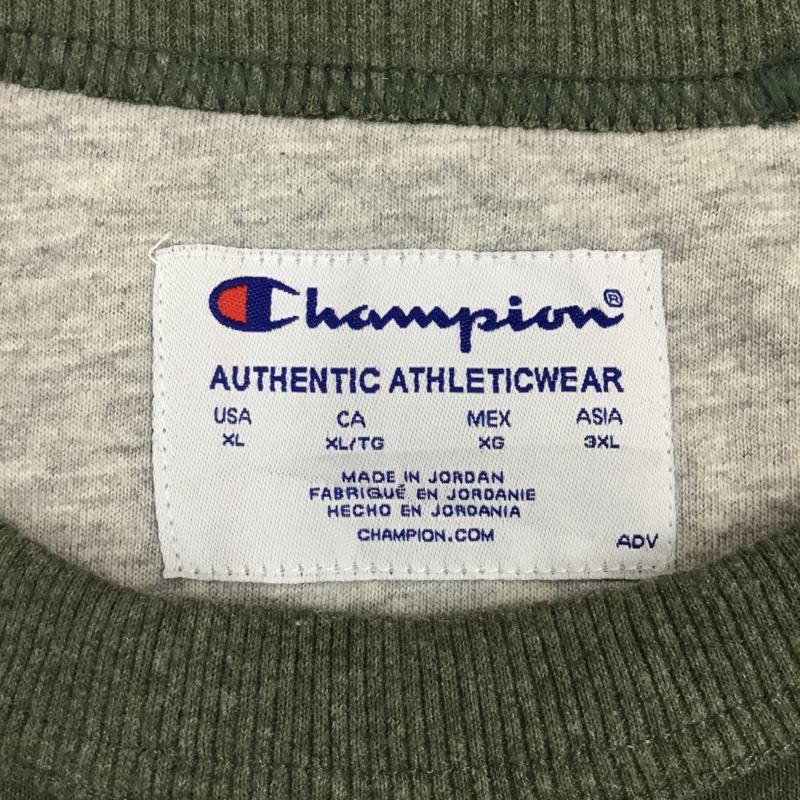 Champion®
AUTHENTIC ATHLETICWEAR
USA CA MEX ASIA
XL XL/TG XG 3XL
MADE IN JORDAN
FABRIQUÉ EN JORDANIE
HECHO EN JORDANIA
CHAMPION.COM
ADV